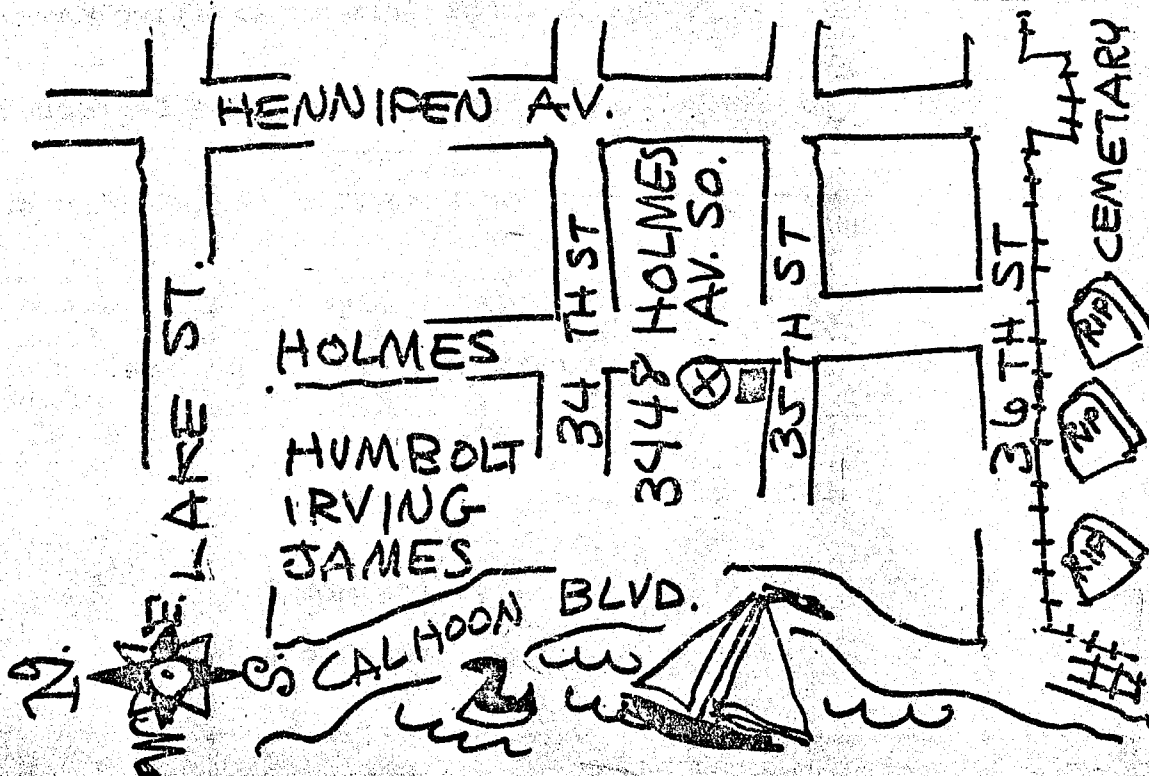 HENNIPEN AV.
LAKE ST.
HOLMES
HUMBOLT
IRVING
JAMES
34 TH ST
3448 HOLMES
AV. SO.
X
35 TH ST
36 TH ST
CEMETARY
RIP
RIP
RIP
CALHOON BLVD.
N.
E.
S.
W